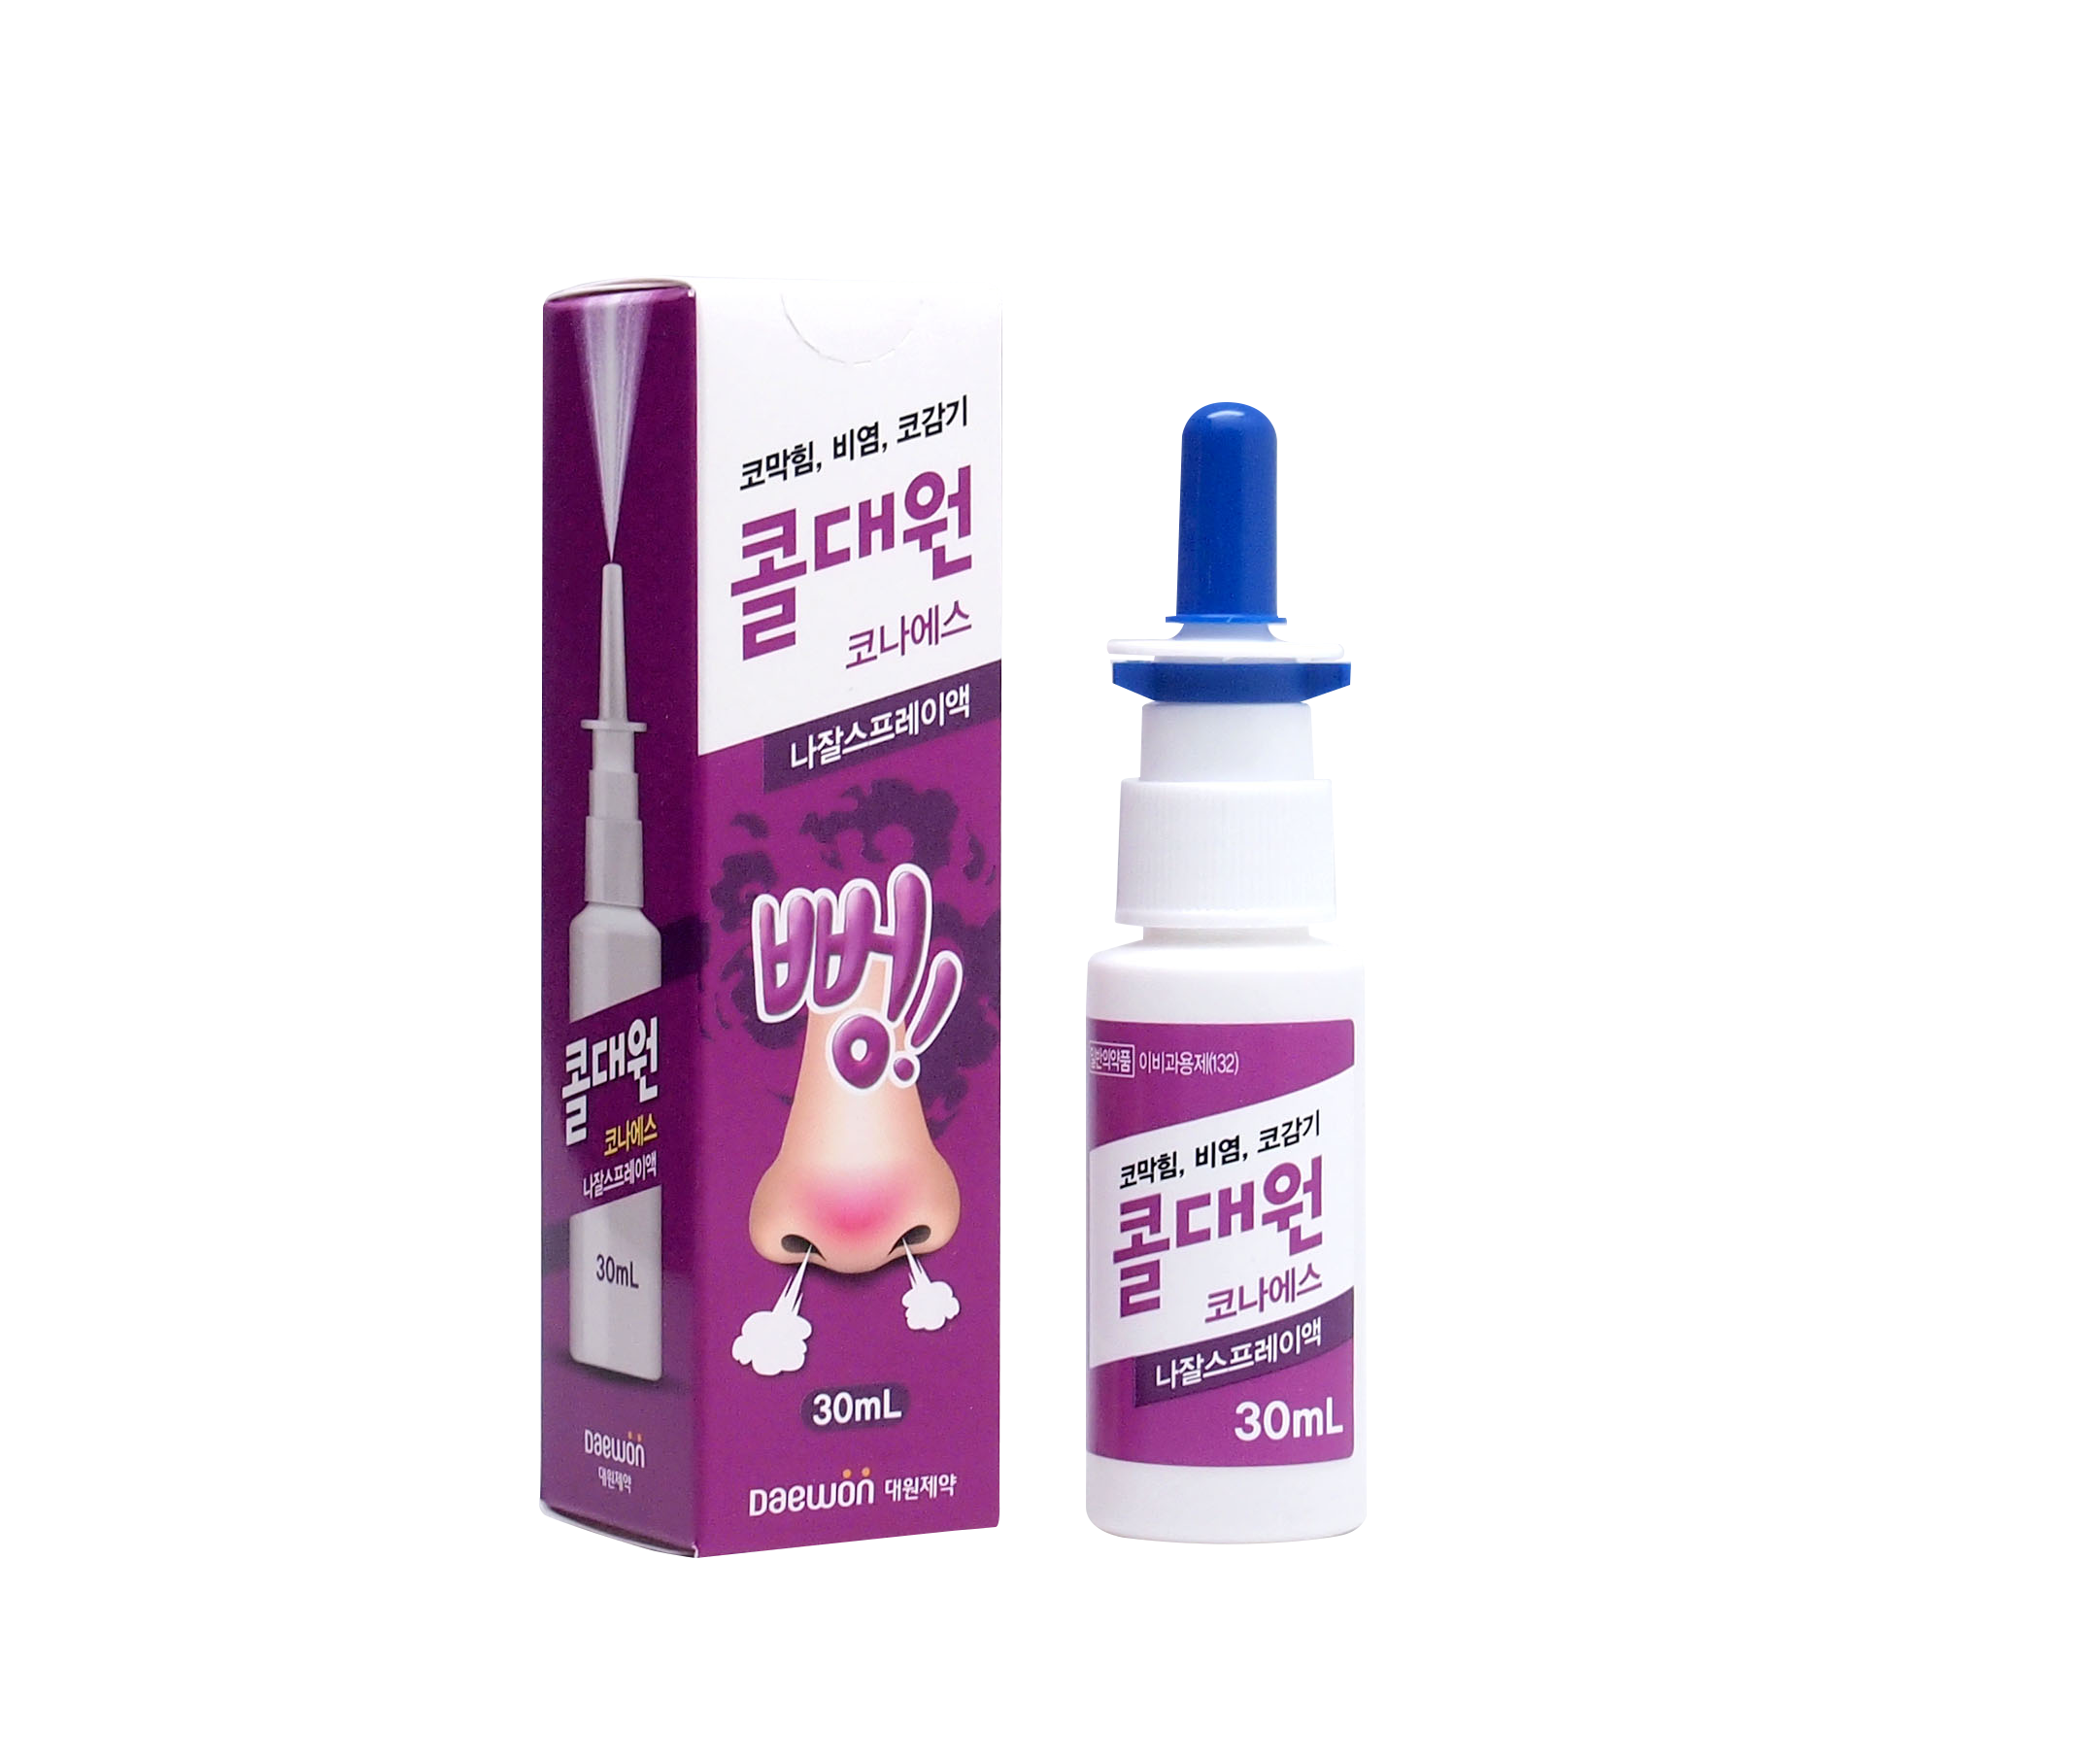 코막힘, 비염, 코감기
콜대원
코나에스
나잘스프레이액
뻥!!
30mL
Daewon 대원제약
콜대원
코나에스
나잘스프레이액
30mL
Daewon
대원제약
일반의약품 이비과용제(132)
코막힘, 비염, 코감기
콜대원
코나에스
나잘스프레이액
30mL